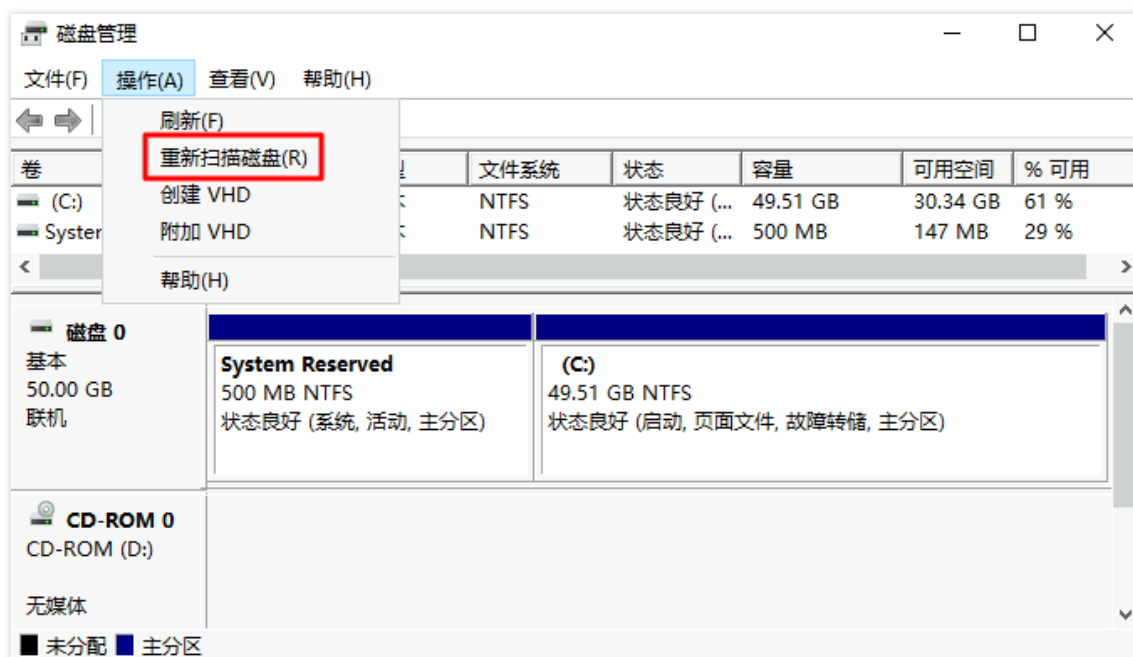 磁盘管理
文件(F) 操作(A) 查看(V) 帮助(H)
刷新(F)
重新扫描磁盘(R)
创建 VHD
附加 VHD
帮助(H)
卷 文件系统 状态 容量 可用空间 % 可用
(C:) NTFS 状态良好 (... 49.51 GB 30.34 GB 61 %
System NTFS 状态良好 (... 500 MB 147 MB 29 %
磁盘 0
基本
50.00 GB
联机
System Reserved
500 MB NTFS
状态良好 (系统, 活动, 主分区)
(C:)
49.51 GB NTFS
状态良好 (启动, 页面文件, 故障转储, 主分区)
CD-ROM 0
CD-ROM (D:)
无媒体
未分配 主分区